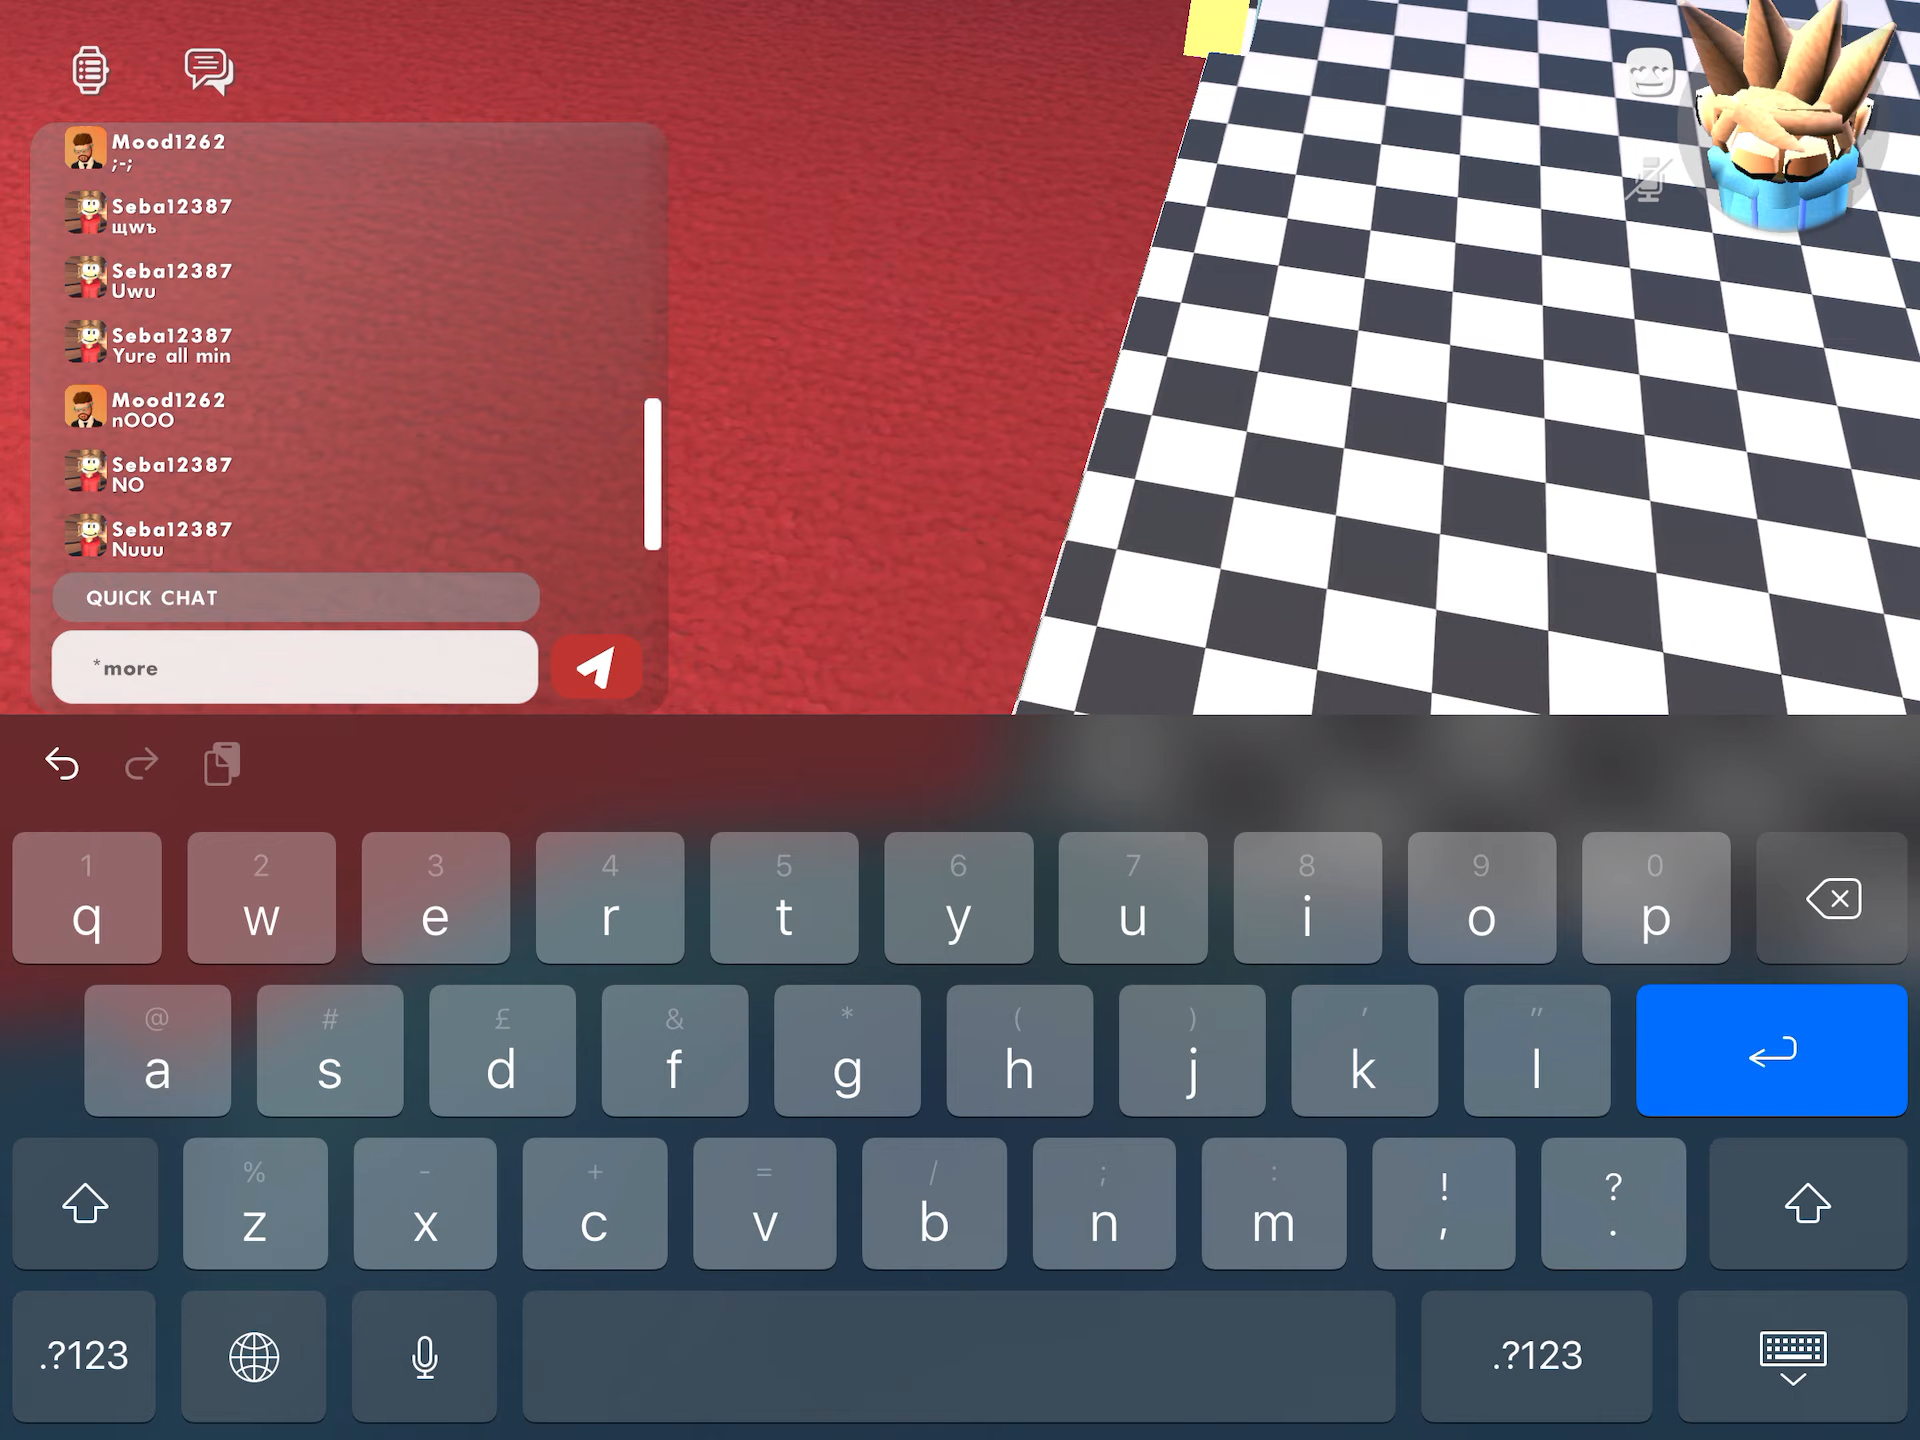 Mood1262
;-;
Seba12387
щwъ
Seba12387
Uwu
Seba12387
Yure all min
Mood1262
nOOO
Seba12387
NO
Seba12387
Nuuu
QUICK CHAT
*more
1 2 3 4 5 6 7 8 9 0
q w e r t y u i o p
@ # £ & * ( ) ' "
a s d f g h j k l
% - + = / ; : ! ?
z x c v b n m , .
.?123 .?123